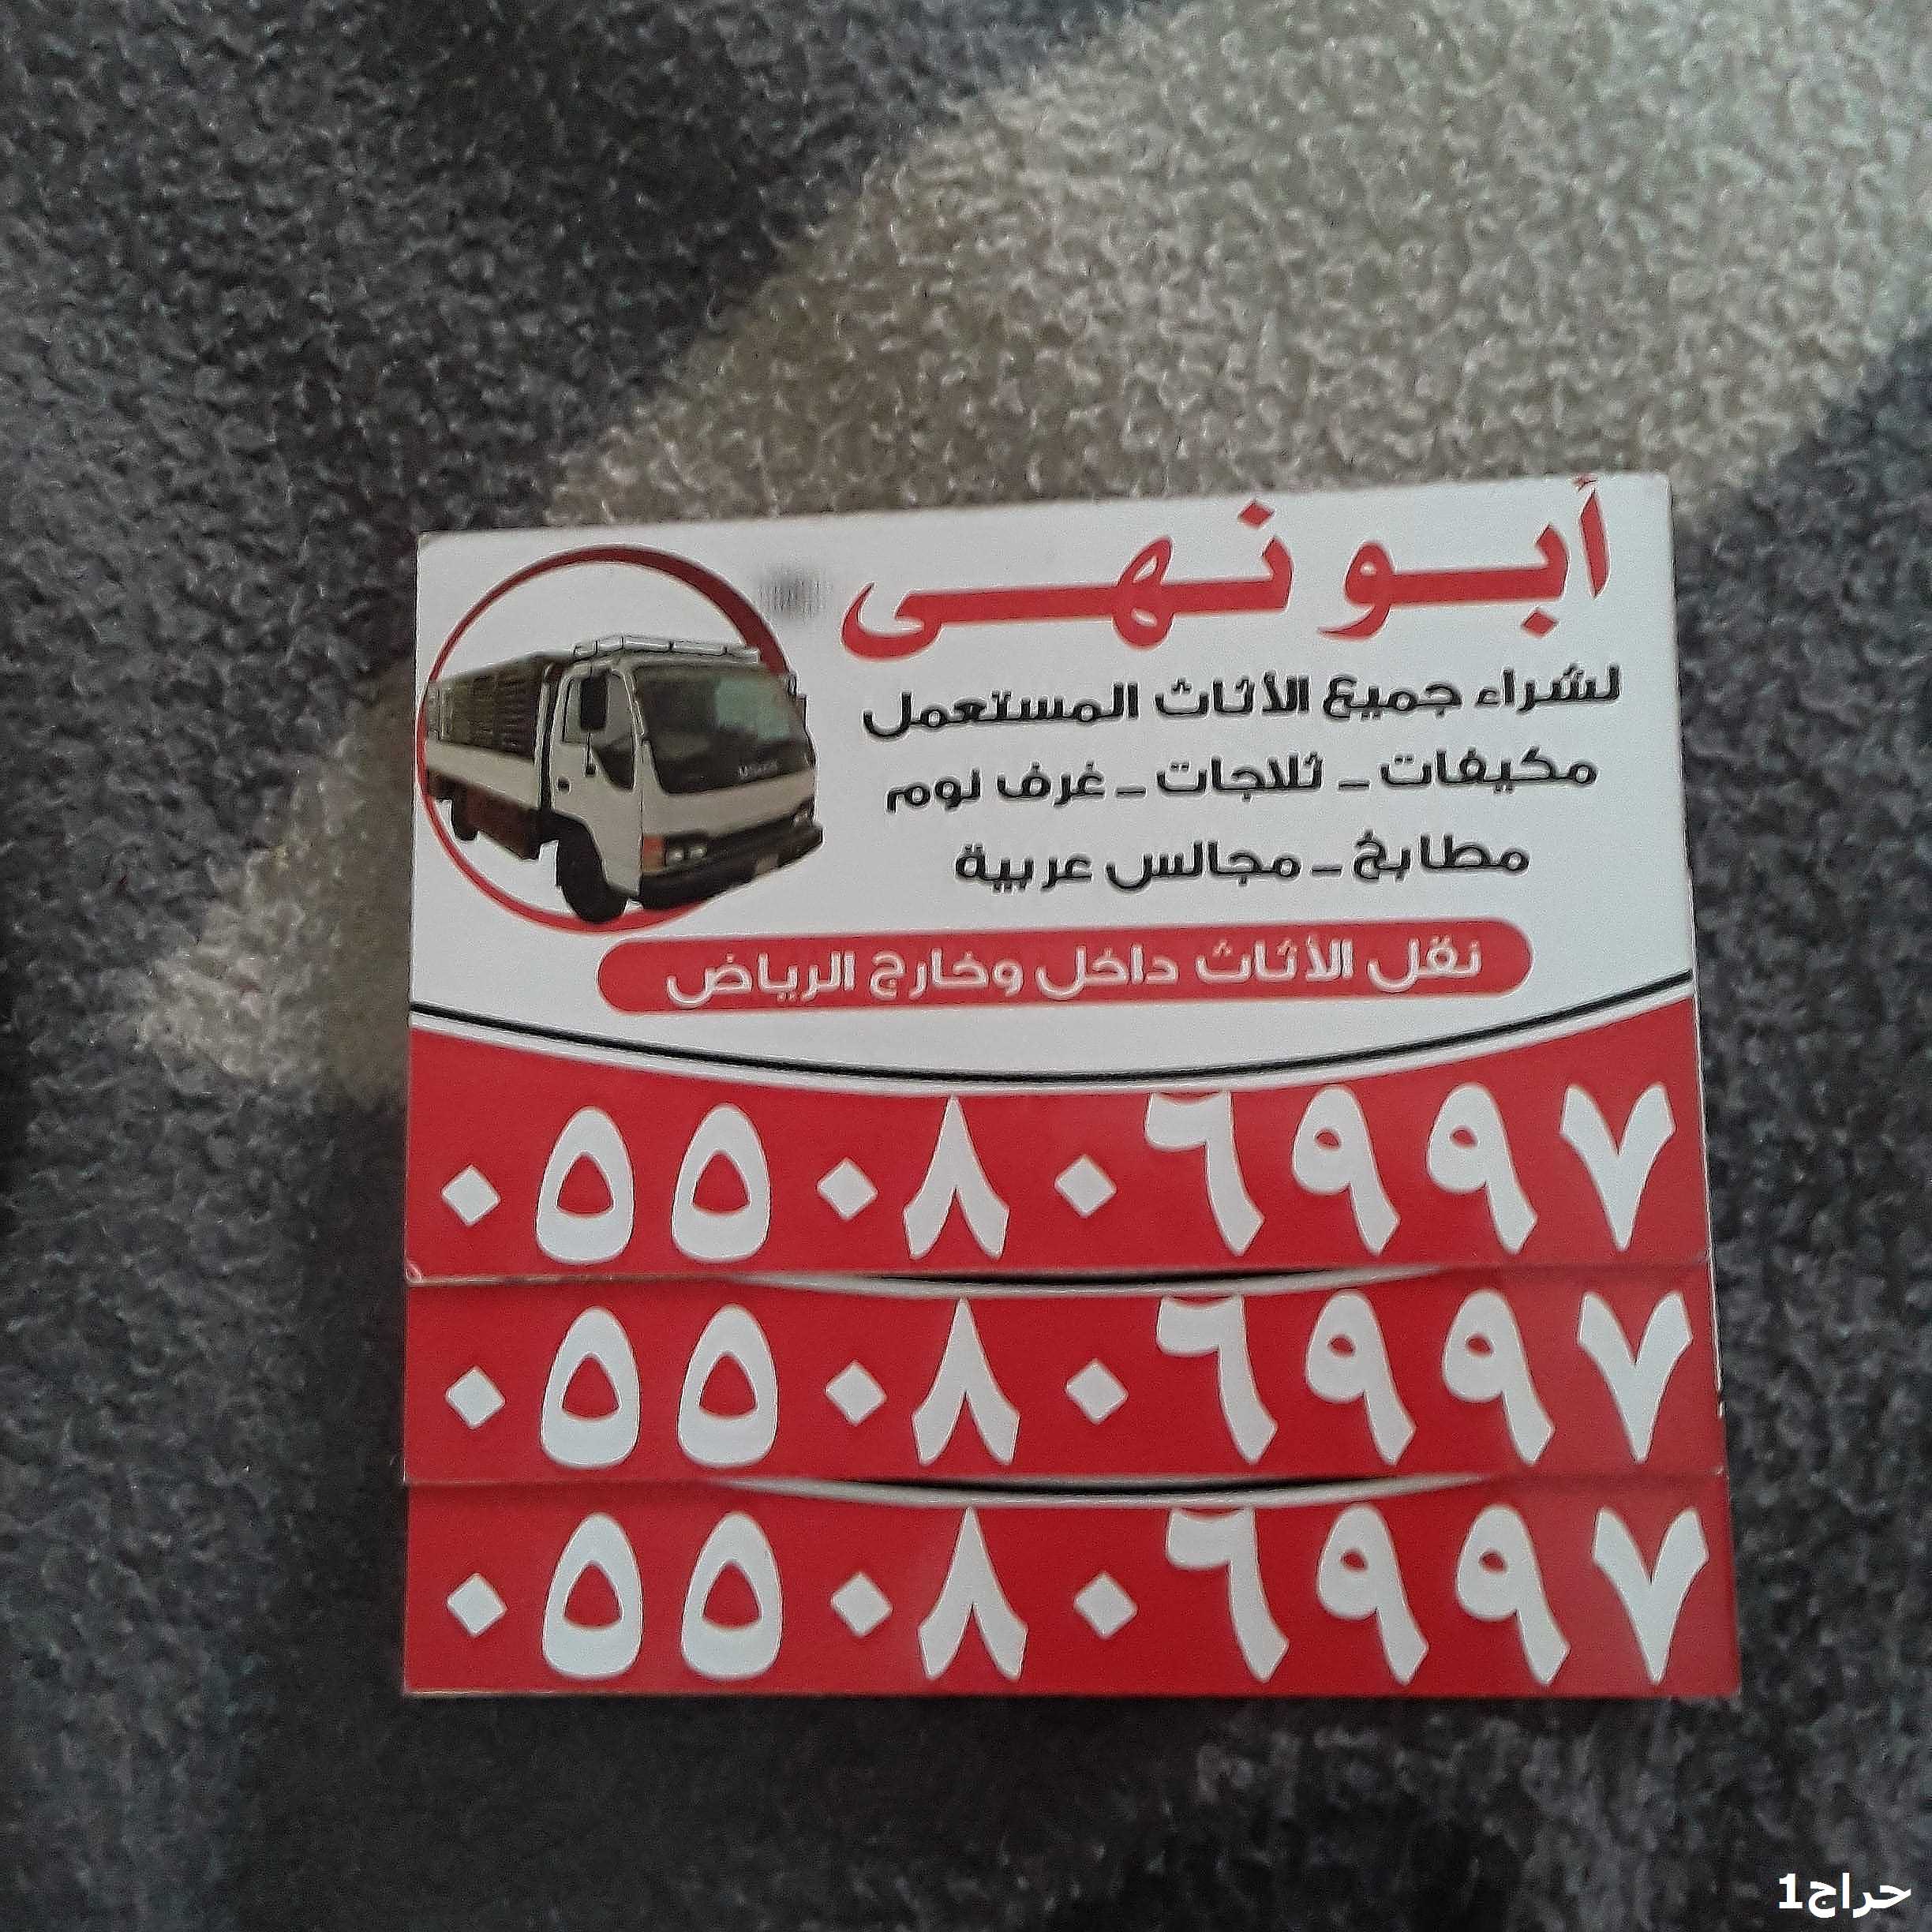 أبو نهى
لشراء جميع الأثاث المستعمل
مكيفات - ثلاجات - غرف نوم
مطابخ - مجالس عربية
نقل الأثاث داخل وخارج الرياض
٠٥٥٠٨٠٦٩٩٧
٠٥٥٠٨٠٦٩٩٧
٠٥٥٠٨٠٦٩٩٧
حراج1